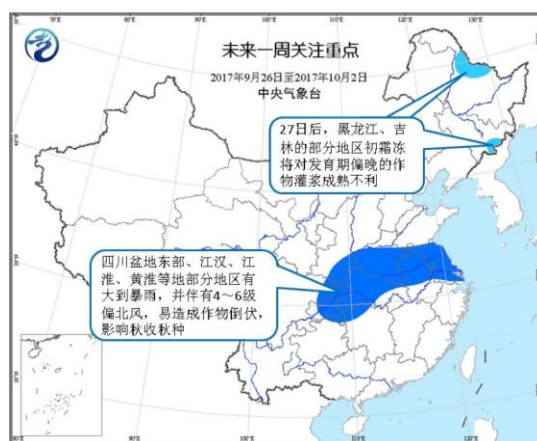 未来一周关注重点
2017年9月26日至2017年10月2日
中央气象台
27日后，黑龙江、吉
林的部分地区初霜冻
将对发育期偏晚的作
物灌浆成熟不利
四川盆地东部、江汉、江
淮、黄淮等地部分地区有
大到暴雨，并伴有4～6级
偏北风，易造成作物倒伏，
影响秋收秋种